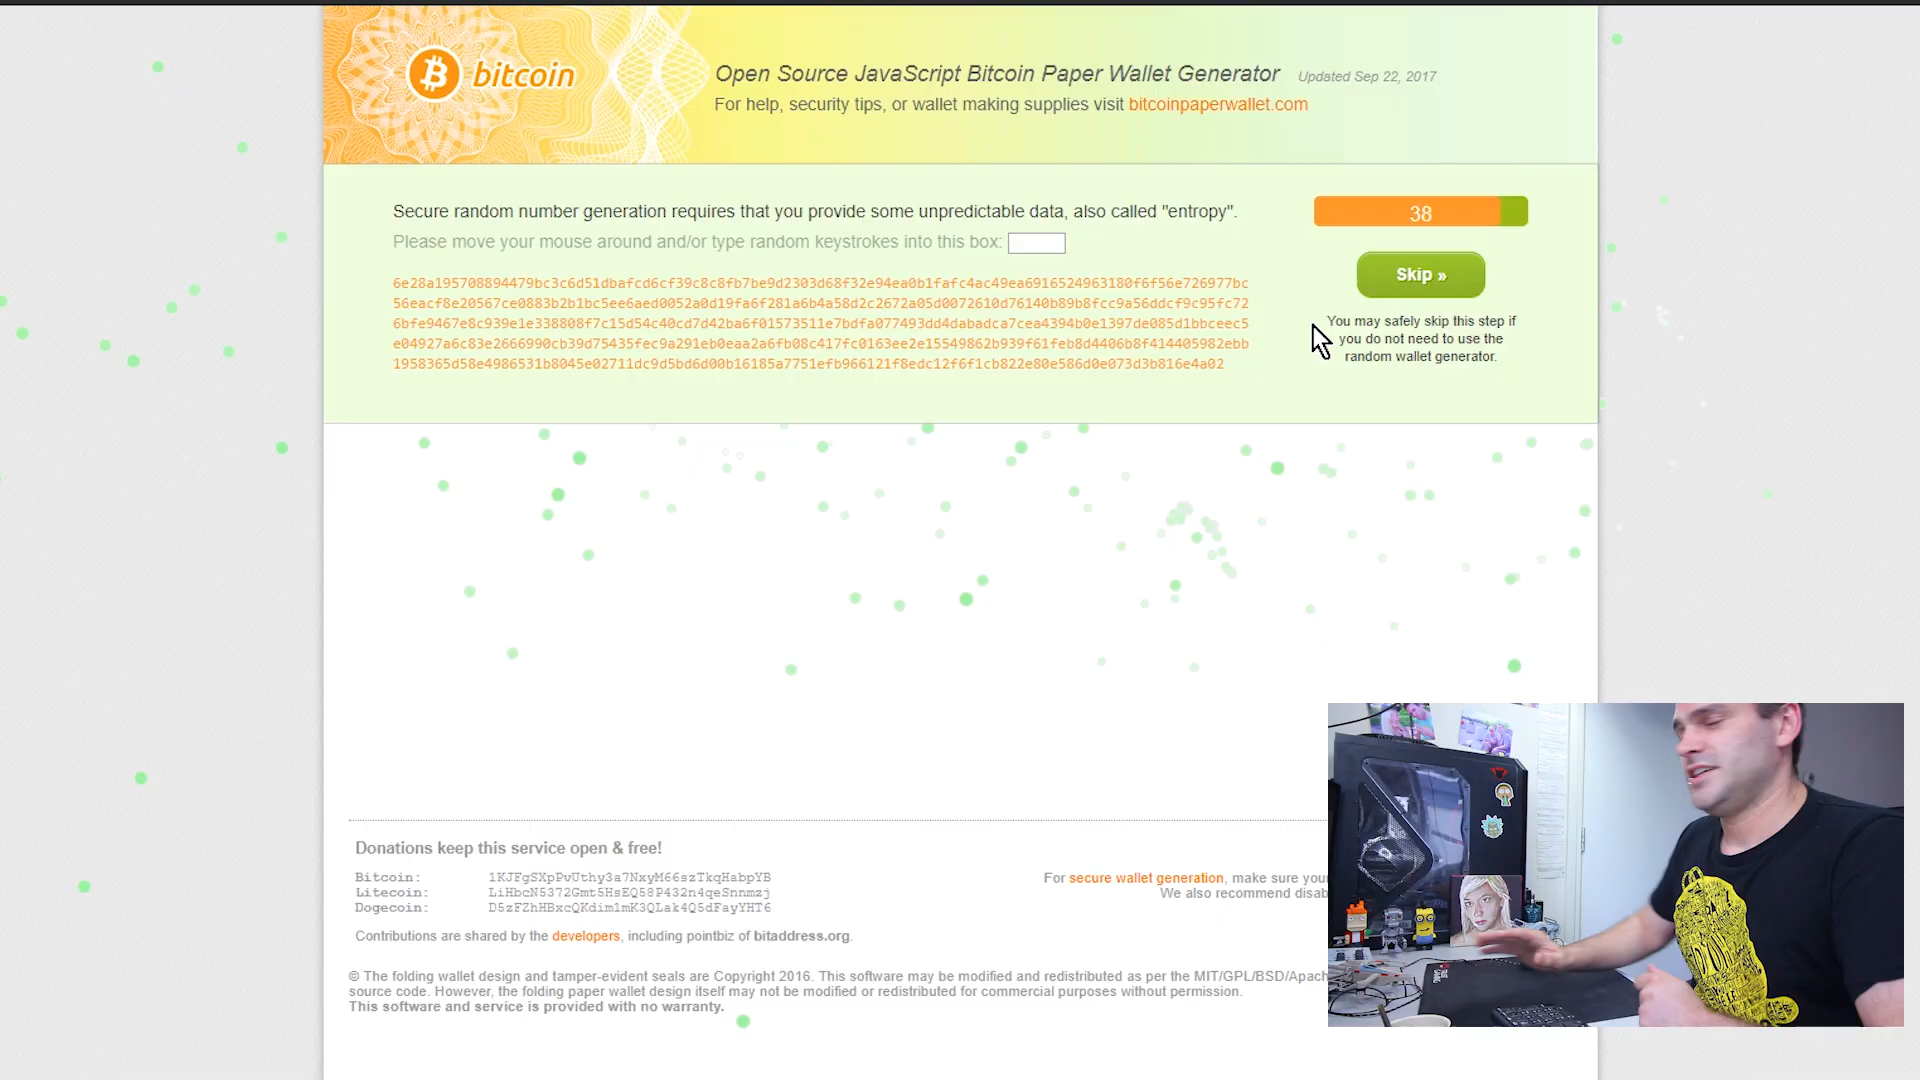 bitcoin
Open Source JavaScript Bitcoin Paper Wallet Generator Updated Sep 22, 2017
For help, security tips, or wallet making supplies visit bitcoinpaperwallet.com
Secure random number generation requires that you provide some unpredictable data, also called "entropy".
38
Please move your mouse around and/or type random keystrokes into this box:
6e28a195708894479bc3c6d51dbafcd6cf39c8c8fb7be9d2303d68f32e94ea0b1fafc4ac49ea6916524963180f6f56e726977bc
56eacf8e20567ce0883b2b1bc5ee6aed0052a0d19fa6f281a6b4a58d2c2672a05d0072610d76140b89b8fcc9a56ddcf9c95fc72
6bfe9467e8c939e1e338808f7c15d54c40cd7d42ba6f01573511e7bdfa077493dd4dabadca7cea4394b0e1397de085d1bbceec5
e04927a6c83e2666990cb39d75435fec9a291eb0eaa2a6fb08c417fc0163ee2e15549862b939f61feb8d4406b8f414405982ebb
1958365d58e4986531b8045e02711dc9d5bd6d00b16185a7751efb966121f8edc12f6f1cb822e80e586d0e073d3b816e4a02
Skip »
You may safely skip this step if
you do not need to use the
random wallet generator.
Donations keep this service open & free!
Bitcoin: 1KJFgSXpPvUthy3a7NxyM66szTkqHabpYB
Litecoin: LiHbcN5372Gmt5HsEQ58P432n4qeSnnmzj
Dogecoin: D5zFZhHBxcQKdim1mK3QLak4Q5dFayYHT6
For secure wallet generation, make sure your
We also recommend disab
Contributions are shared by the developers, including pointbiz of bitaddress.org.
© The folding wallet design and tamper-evident seals are Copyright 2016. This software may be modified and redistributed as per the MIT/GPL/BSD/Apach
source code. However, the folding paper wallet design itself may not be modified or redistributed for commercial purposes without permission.
This software and service is provided with no warranty.